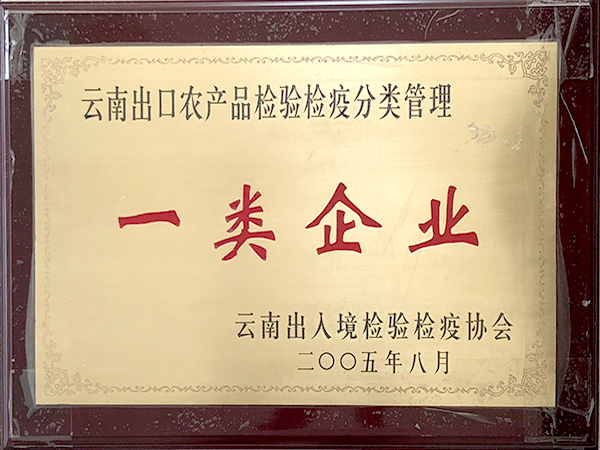 云南出口农产品检验检疫分类管理
一类企业
云南出入境检验检疫协会
二〇〇五年八月